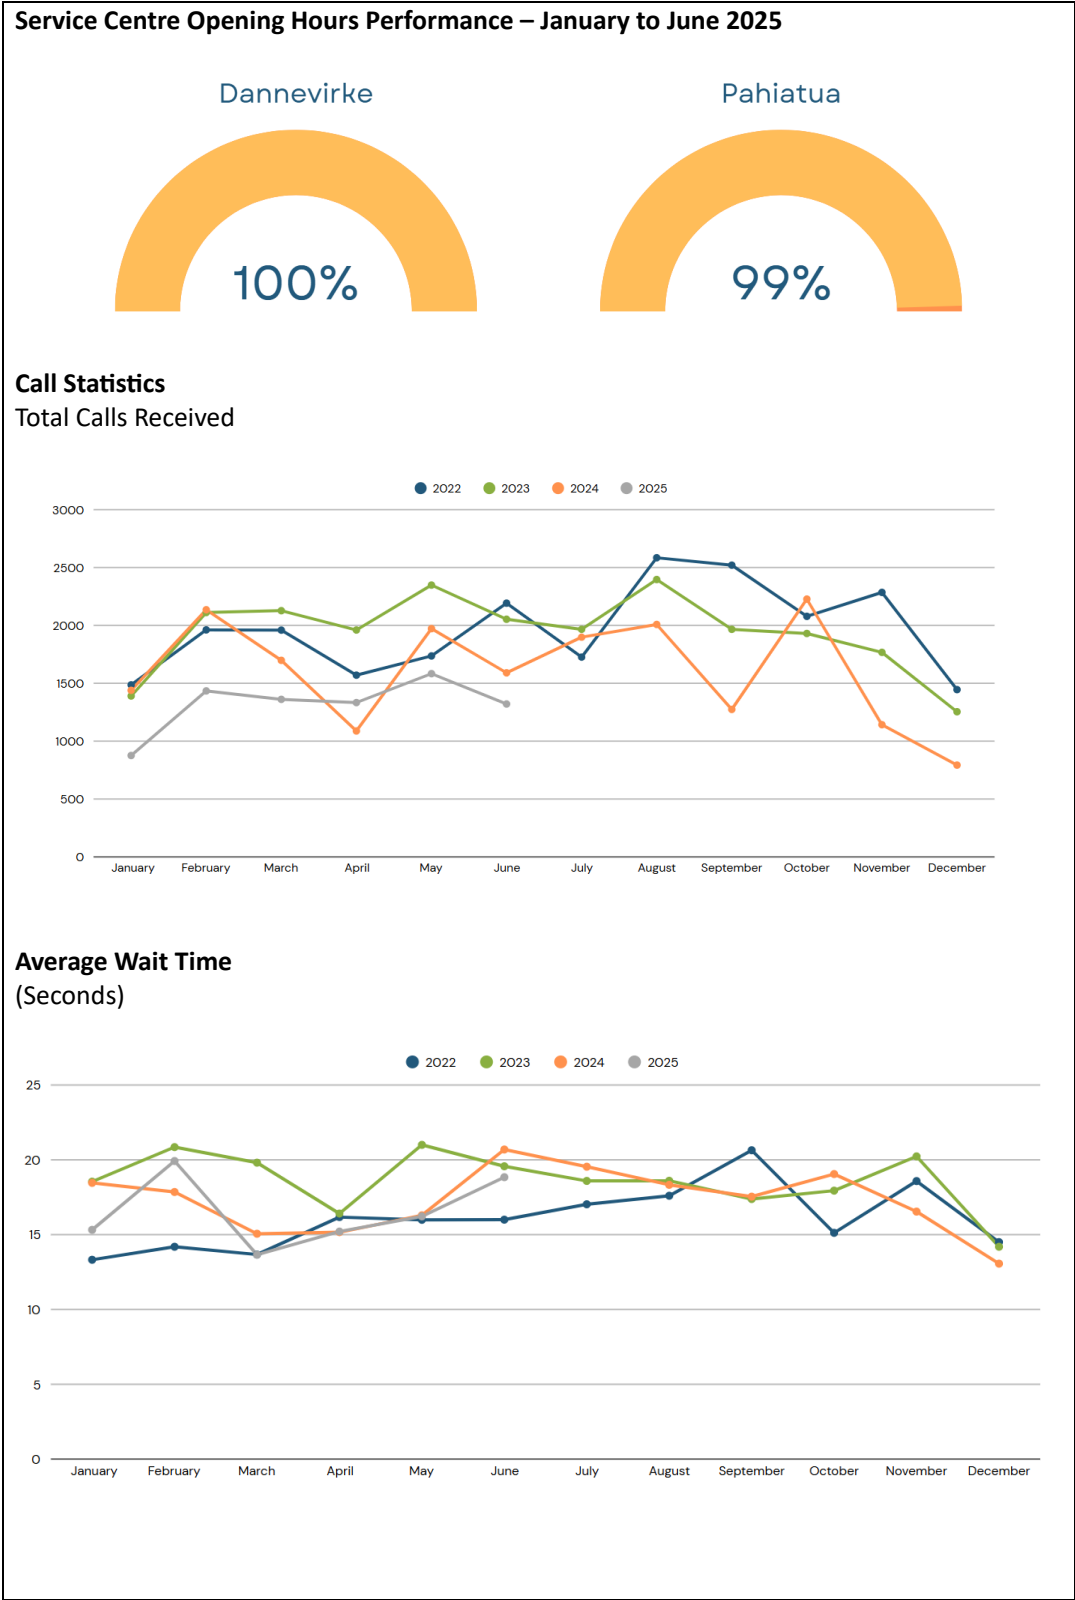 Service Centre Opening Hours Performance – January to June 2025
Dannevirke
Pahiatua
100%
99%
Call Statistics
Total Calls Received
2022 2023 2024 2025
3000
2500
2000
1500
1000
500
0
January February March April May June July August September October November December
Average Wait Time
(Seconds)
2022 2023 2024 2025
25
20
15
10
5
0
January February March April May June July August September October November December